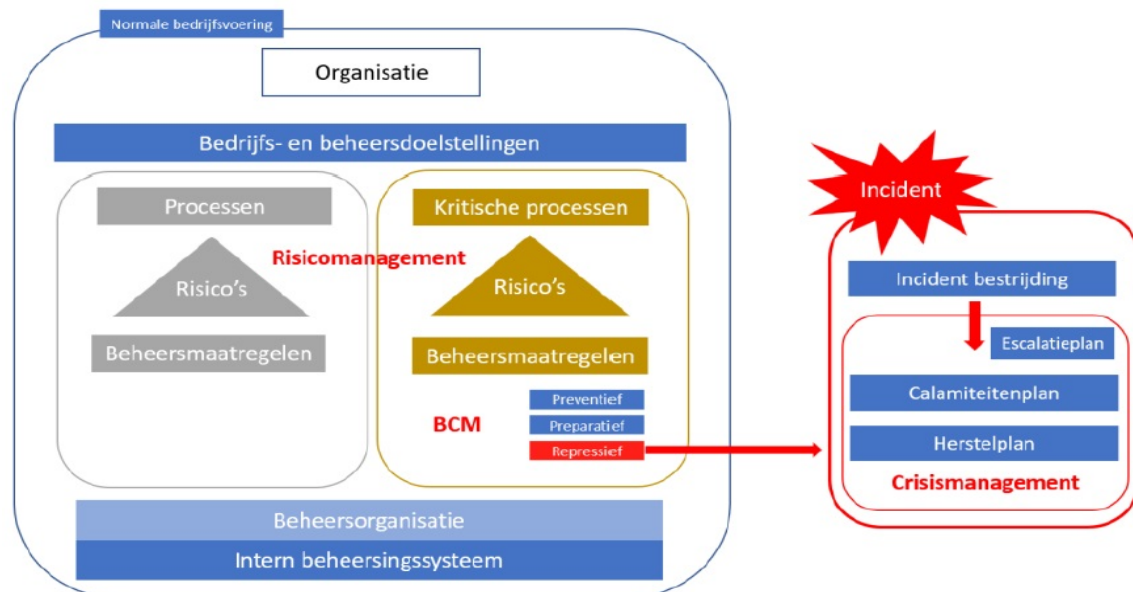 Normale bedrijfsvoering
Organisatie
Bedrijfs- en beheersdoelstellingen
Processen
Risico's
Beheersmaatregelen
Risicomanagement
Kritische processen
Risico's
Beheersmaatregelen
BCM
Preventief
Preparatief
Repressief
Beheersorganisatie
Intern beheersingssysteem
Incident
Incident bestrijding
Escalatieplan
Calamiteitenplan
Herstelplan
Crisismanagement